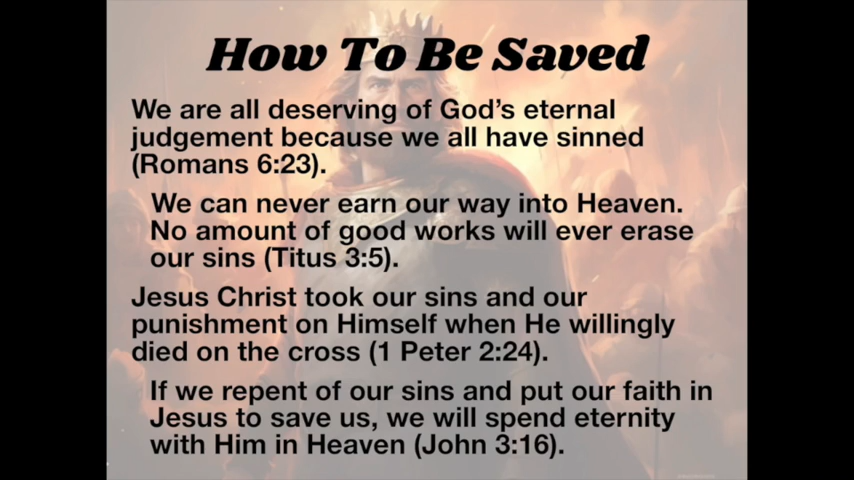 How To Be Saved
We are all deserving of God's eternal
judgement because we all have sinned
(Romans 6:23).
We can never earn our way into Heaven.
No amount of good works will ever erase
our sins (Titus 3:5).
Jesus Christ took our sins and our
punishment on Himself when He willingly
died on the cross (1 Peter 2:24).
If we repent of our sins and put our faith in
Jesus to save us, we will spend eternity
with Him in Heaven (John 3:16).